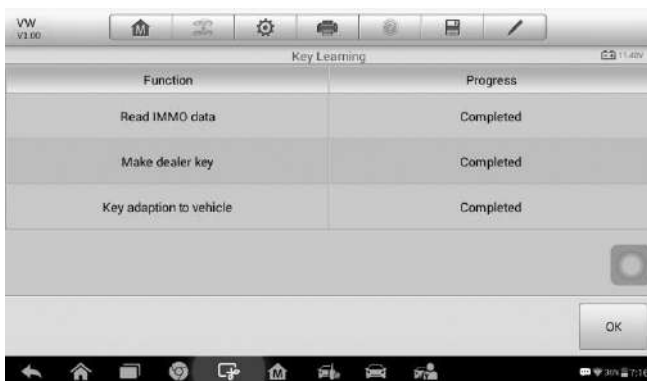 VW
V3.00
Key Learning
Function Progress
Read IMMO data Completed
Make dealer key Completed
Key adaption to vehicle Completed
OK